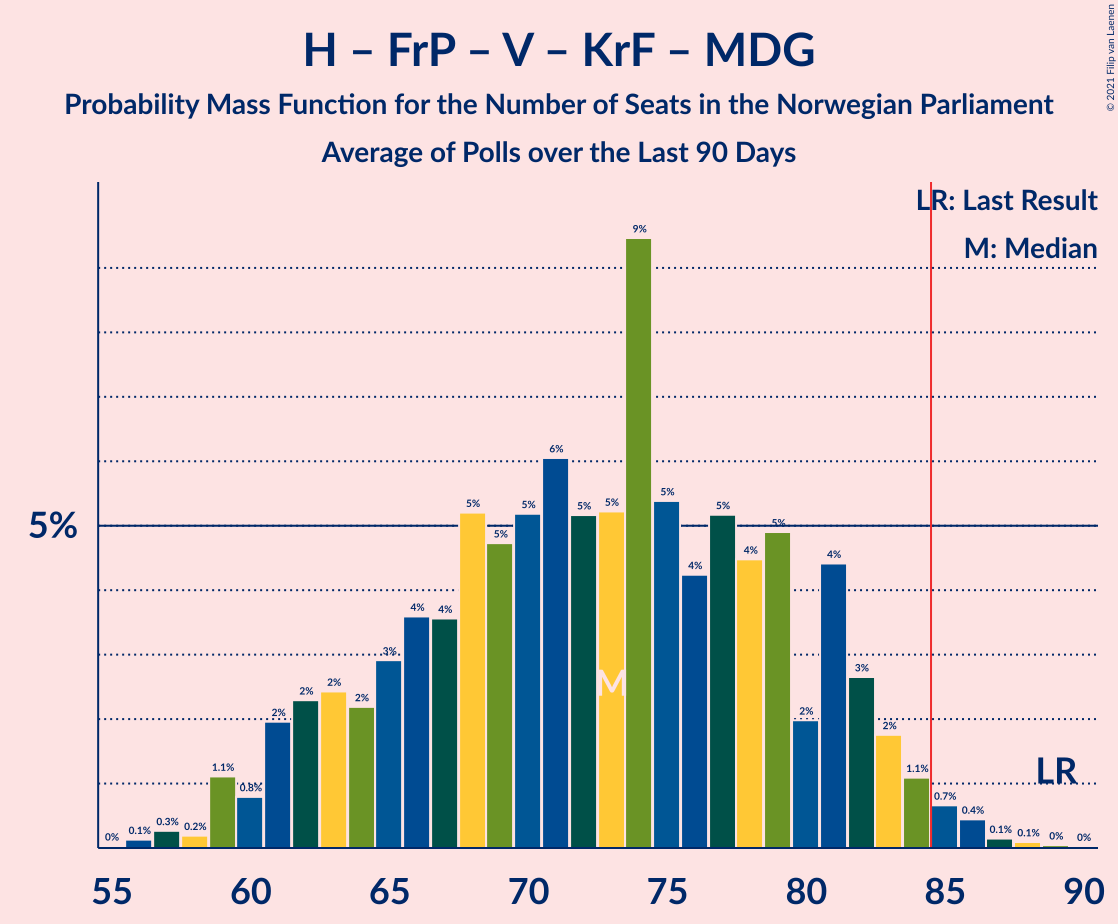 © 2021 Filip van Laenen
H – FrP – V – KrF – MDG
Probability Mass Function for the Number of Seats in the Norwegian Parliament
Average of Polls over the Last 90 Days
LR: Last Result
M: Median
5%
0% 0.1% 0.3% 0.2% 1.1% 0.8% 2% 2% 2% 2% 3% 4% 4% 5% 5% 5% 6% 5% 5% 9% 5% 4% 5% 4% 5% 2% 4% 3% 2% 1.1% 0.7% 0.4% 0.1% 0.1% 0% 0%
M
LR
55 60 65 70 75 80 85 90